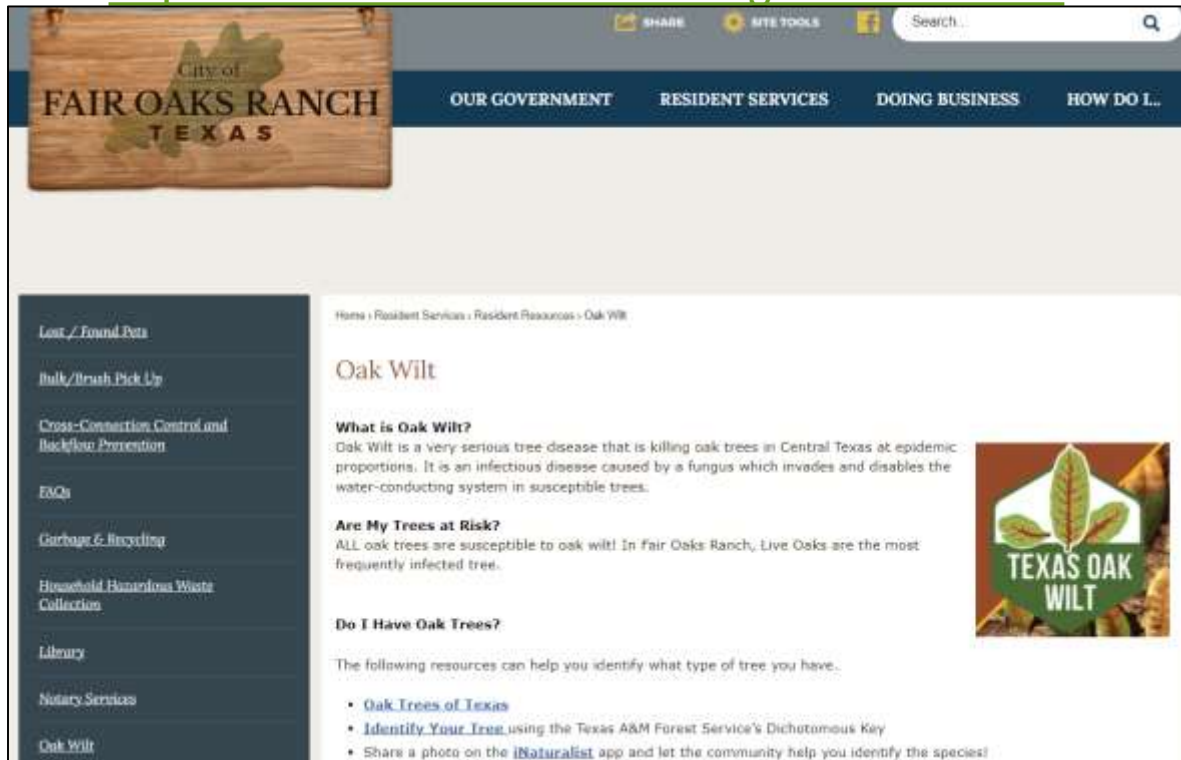 SHARE
SITE TOOLS
Search...
City of
FAIR OAKS RANCH
TEXAS
OUR GOVERNMENT
RESIDENT SERVICES
DOING BUSINESS
HOW DO I...
Lost / Found Pets
Bulk/Brush Pick Up
Cross-Connection Control and
Backflow Prevention
FAQs
Garbage & Recycling
Household Hazardous Waste
Collection
Library
Notary Services
Oak Wilt
Home › Resident Services › Resident Resources › Oak Wilt
Oak Wilt
What is Oak Wilt?
Oak Wilt is a very serious tree disease that is killing oak trees in Central Texas at epidemic
proportions. It is an infectious disease caused by a fungus which invades and disables the
water-conducting system in susceptible trees.
Are My Trees at Risk?
ALL oak trees are susceptible to oak wilt! In Fair Oaks Ranch, Live Oaks are the most
frequently infected tree.
TEXAS OAK
WILT
Do I Have Oak Trees?
The following resources can help you identify what type of tree you have.
• Oak Trees of Texas
• Identify Your Tree using the Texas A&M Forest Service's Dichotomous Key
• Share a photo on the iNaturalist app and let the community help you identify the species!